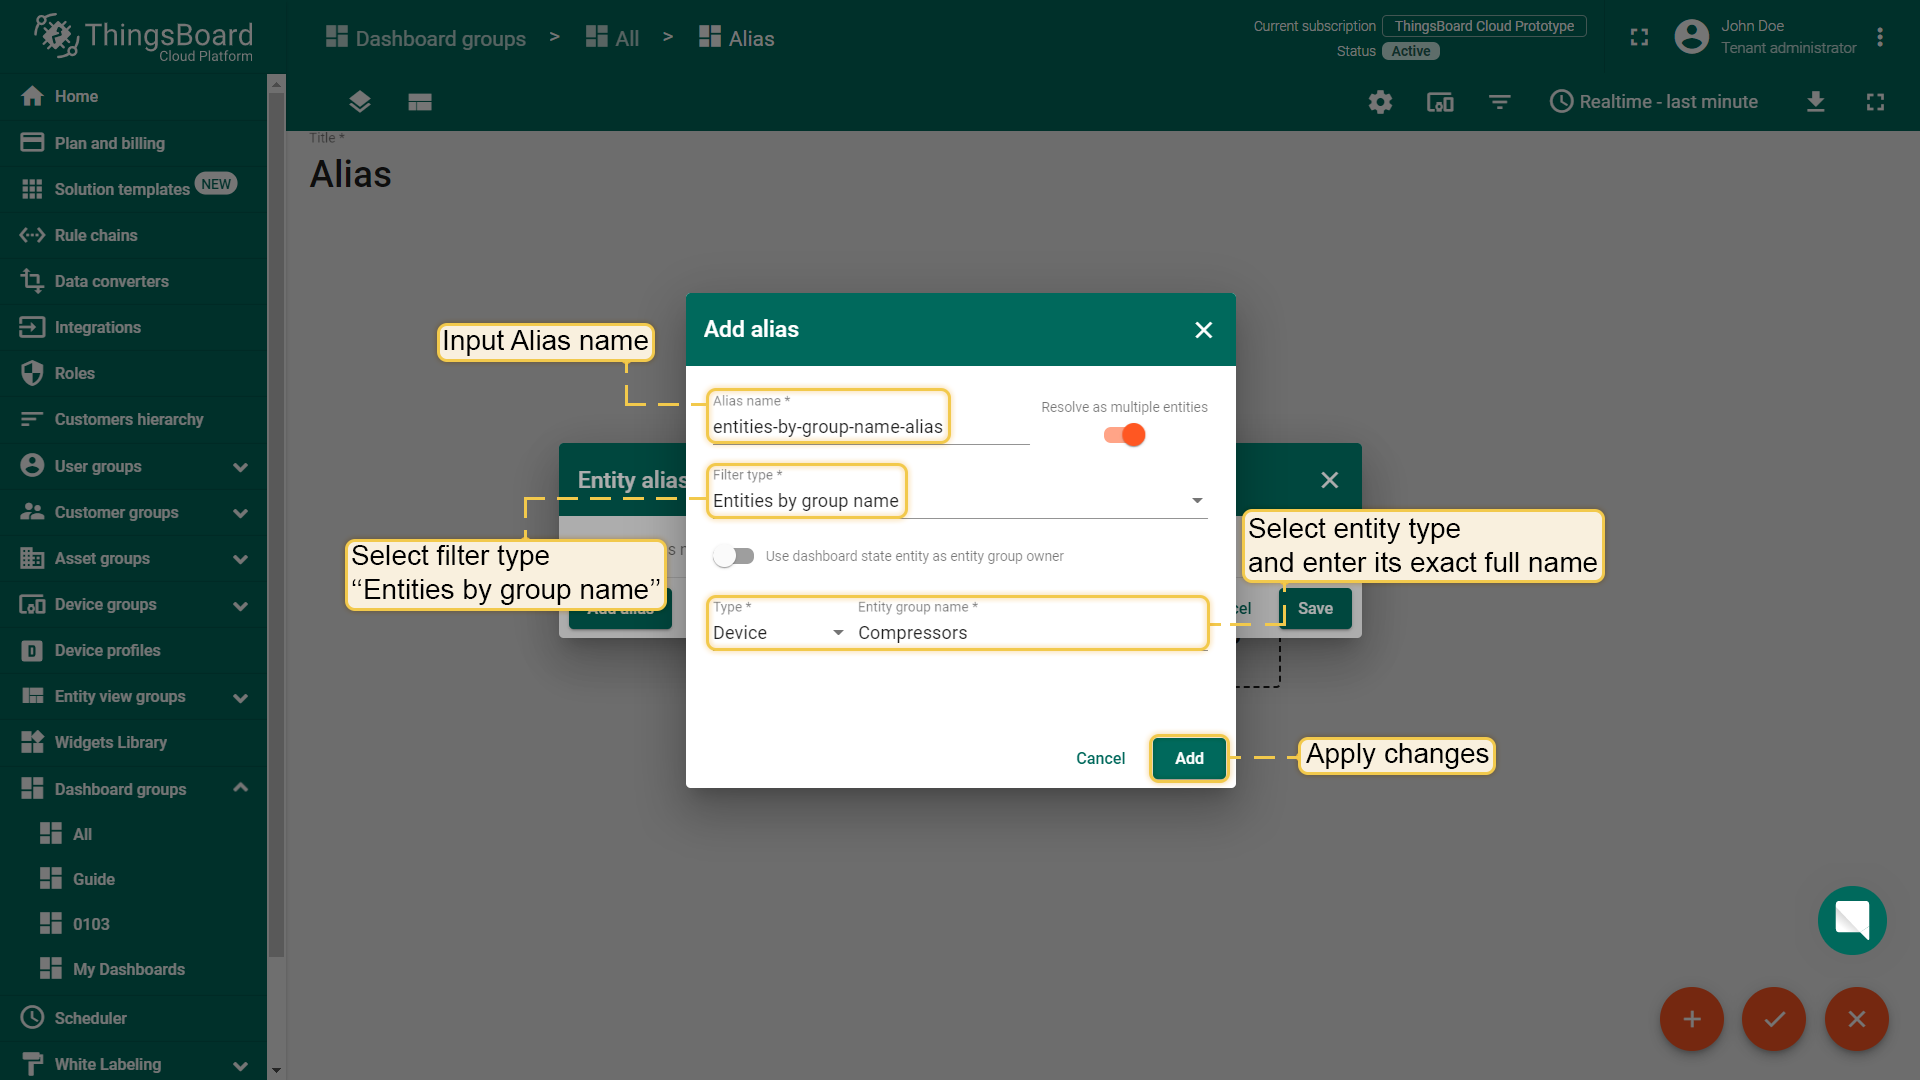 ThingsBoard
Cloud Platform
Dashboard groups > All > Alias
Current subscription ThingsBoard Cloud Prototype
Status Active
John Doe
Tenant administrator
Realtime - last minute
Home
Plan and billing
Solution templates NEW
Rule chains
Data converters
Integrations
Roles
Customers hierarchy
User groups
Customer groups
Asset groups
Device groups
Device profiles
Entity view groups
Widgets Library
Dashboard groups
All
Guide
0103
My Dashboards
Scheduler
White Labeling
Title *
Alias
Input Alias name
Add alias
Alias name *
entities-by-group-name-alias
Resolve as multiple entities
Entity alias
Filter type *
Entities by group name
Select filter type
“Entities by group name”
Use dashboard state entity as entity group owner
Select entity type
and enter its exact full name
Type *
Device
Entity group name *
Compressors
Add alias
Save
Cancel
Add
Apply changes